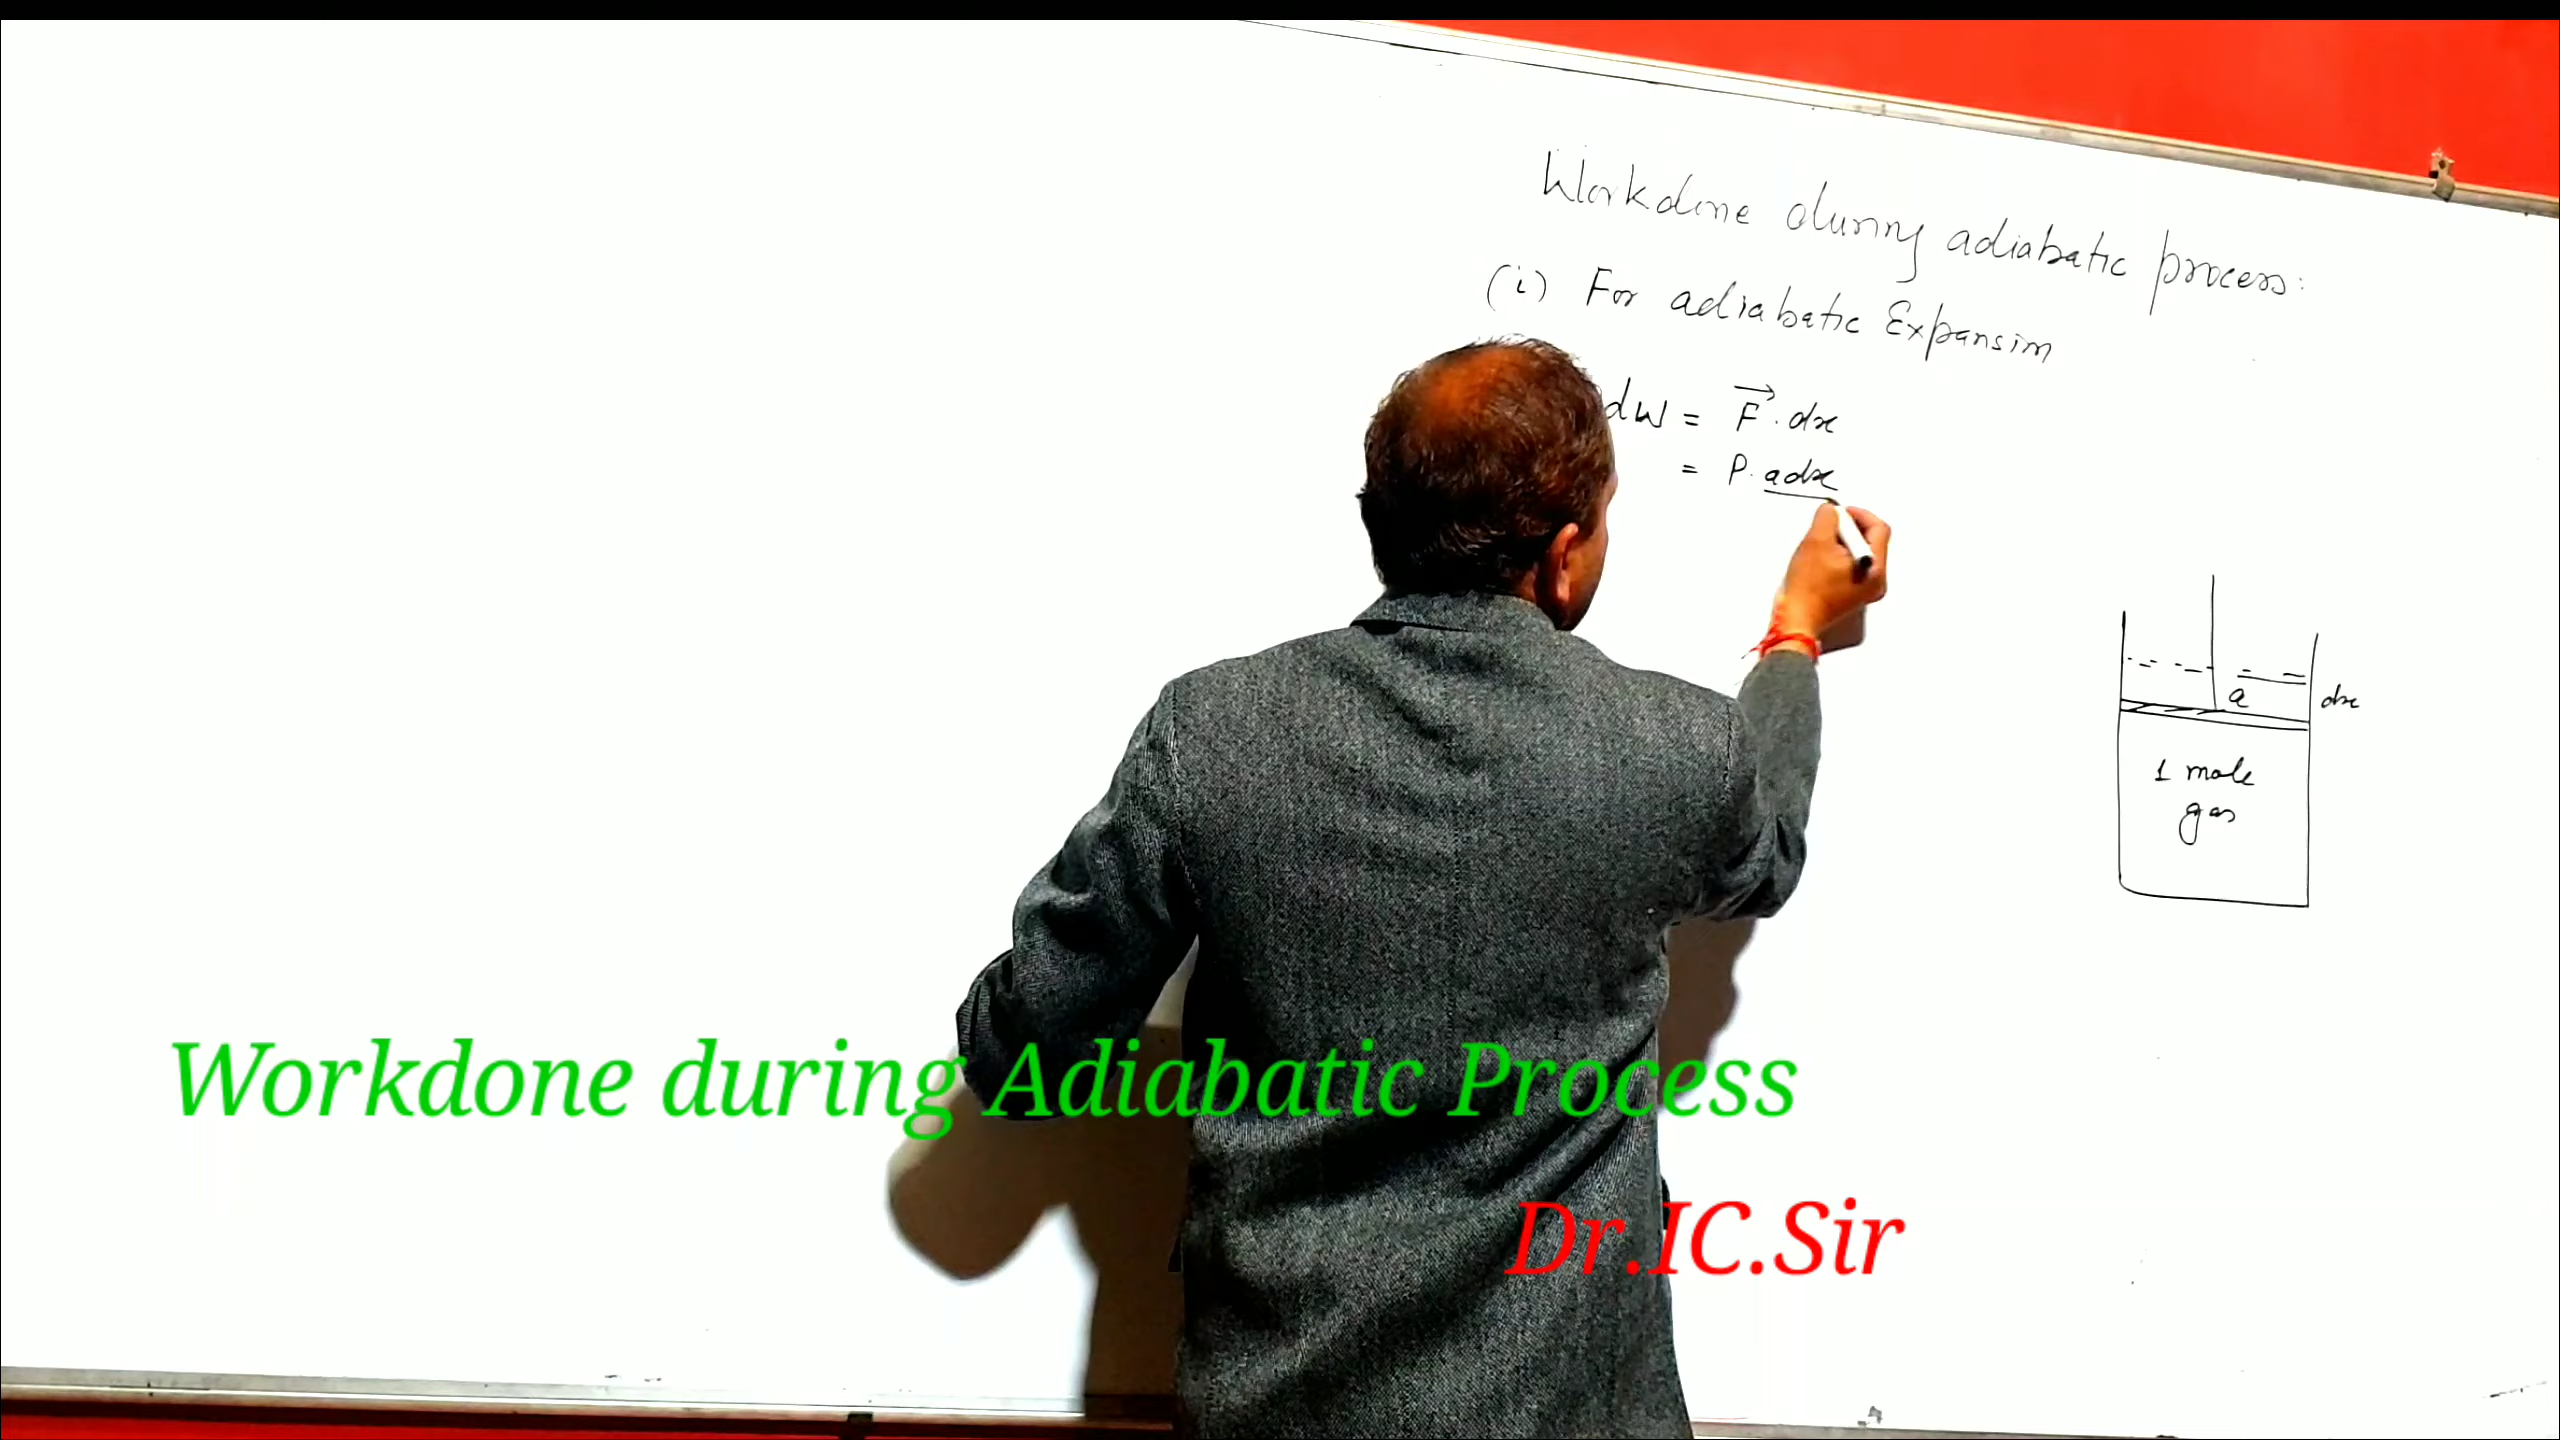 Workdone during adiabatic process:
(i) For adiabatic Expansion
dW = F⃗ . dx
= P. adx
a
dx
1 mole
gas
Workdone during Adiabatic Process
Dr.IC.Sir